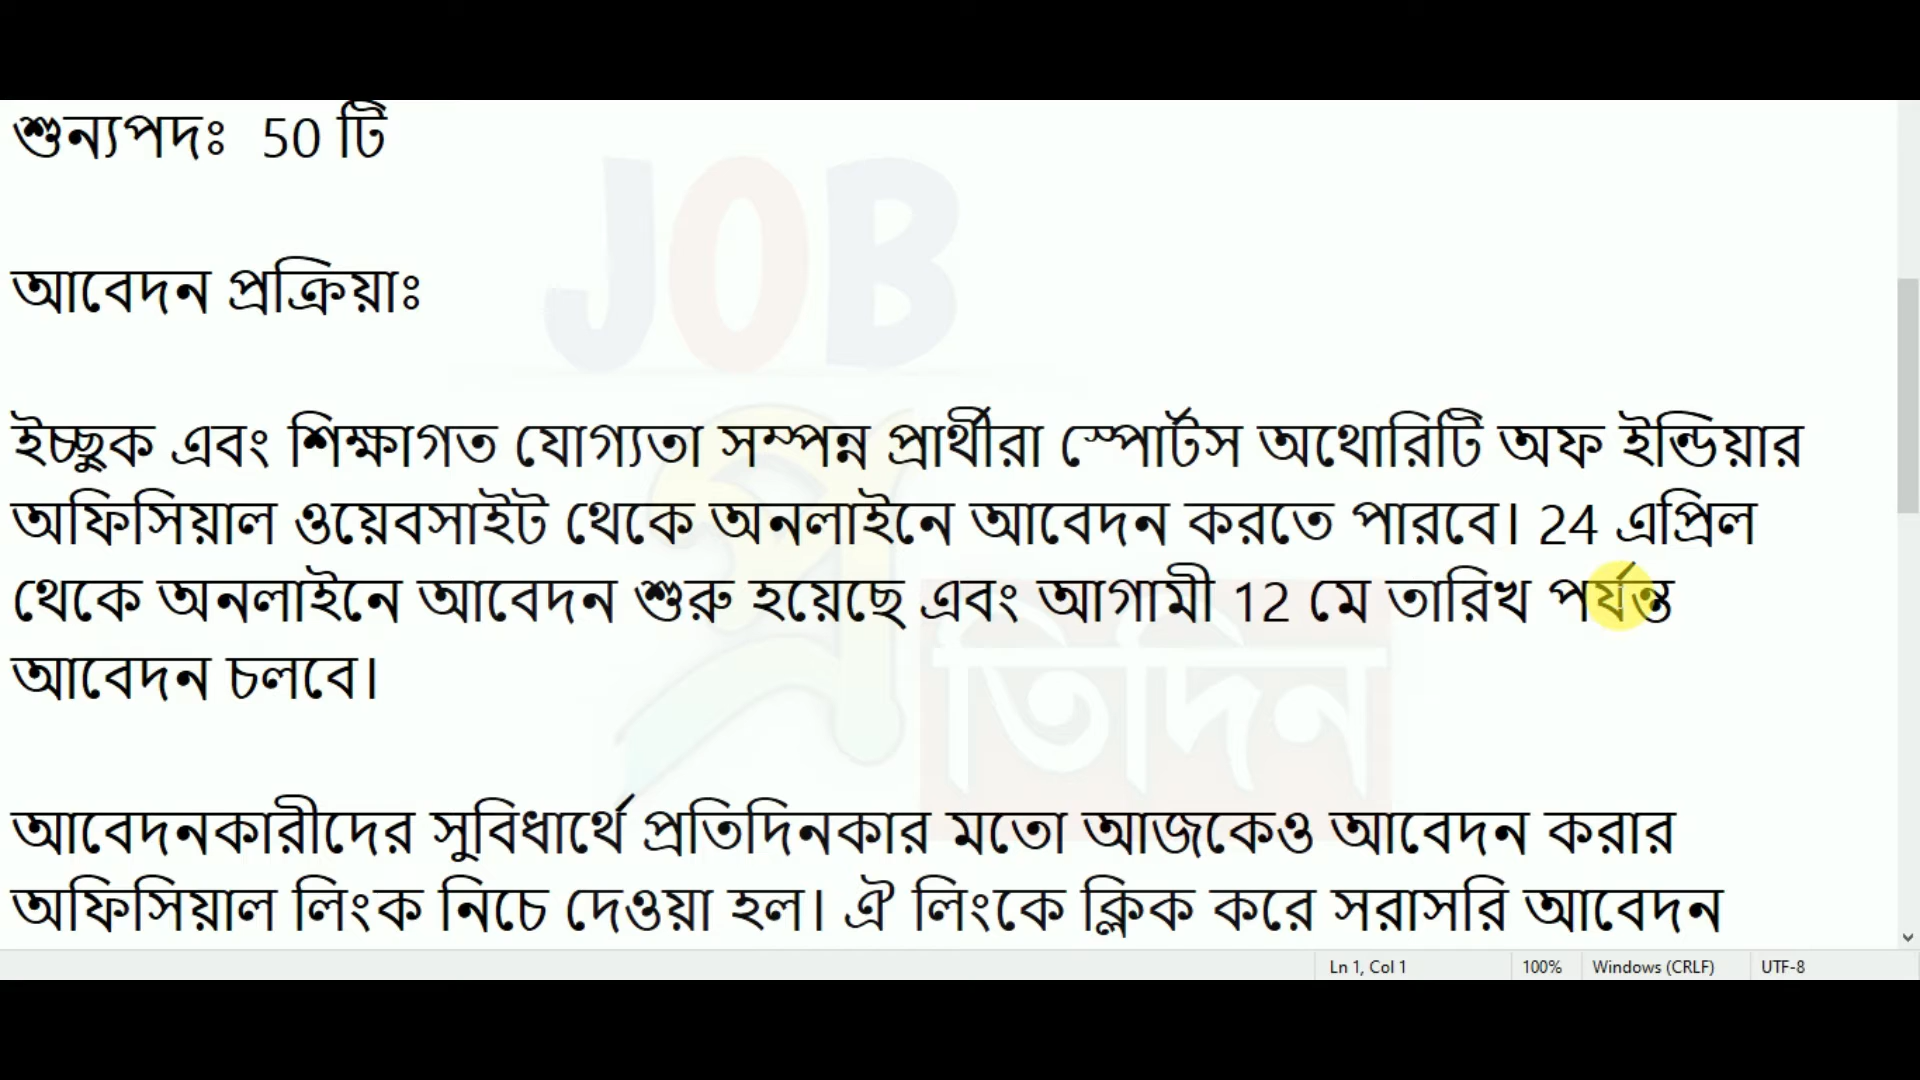 শুন্যপদঃ 50 টি
আবেদন প্রক্রিয়াঃ
ইচ্ছুক এবং শিক্ষাগত যোগ্যতা সম্পন্ন প্রার্থীরা স্পোর্টস অথোরিটি অফ ইন্ডিয়ার
অফিসিয়াল ওয়েবসাইট থেকে অনলাইনে আবেদন করতে পারবে। 24 এপ্রিল
থেকে অনলাইনে আবেদন শুরু হয়েছে এবং আগামী 12 মে তারিখ পর্যন্ত
আবেদন চলবে।
আবেদনকারীদের সুবিধার্থে প্রতিদিনকার মতো আজকেও আবেদন করার
অফিসিয়াল লিংক নিচে দেওয়া হল। ঐ লিংকে ক্লিক করে সরাসরি আবেদন
JOB
প্রতিদিন
Ln 1, Col 1 100% Windows (CRLF) UTF-8